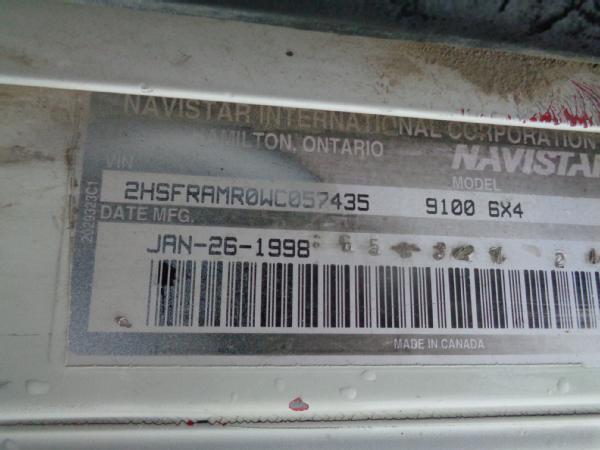 NAVISTAR INTERNATIONAL CORPORATION
HAMILTON, ONTARIO
NAVISTAR
VIN
MODEL
2HSFRAMR0WC057435
9100 6X4
DATE MFG.
JAN-26-1998
2029323C1
MADE IN CANADA